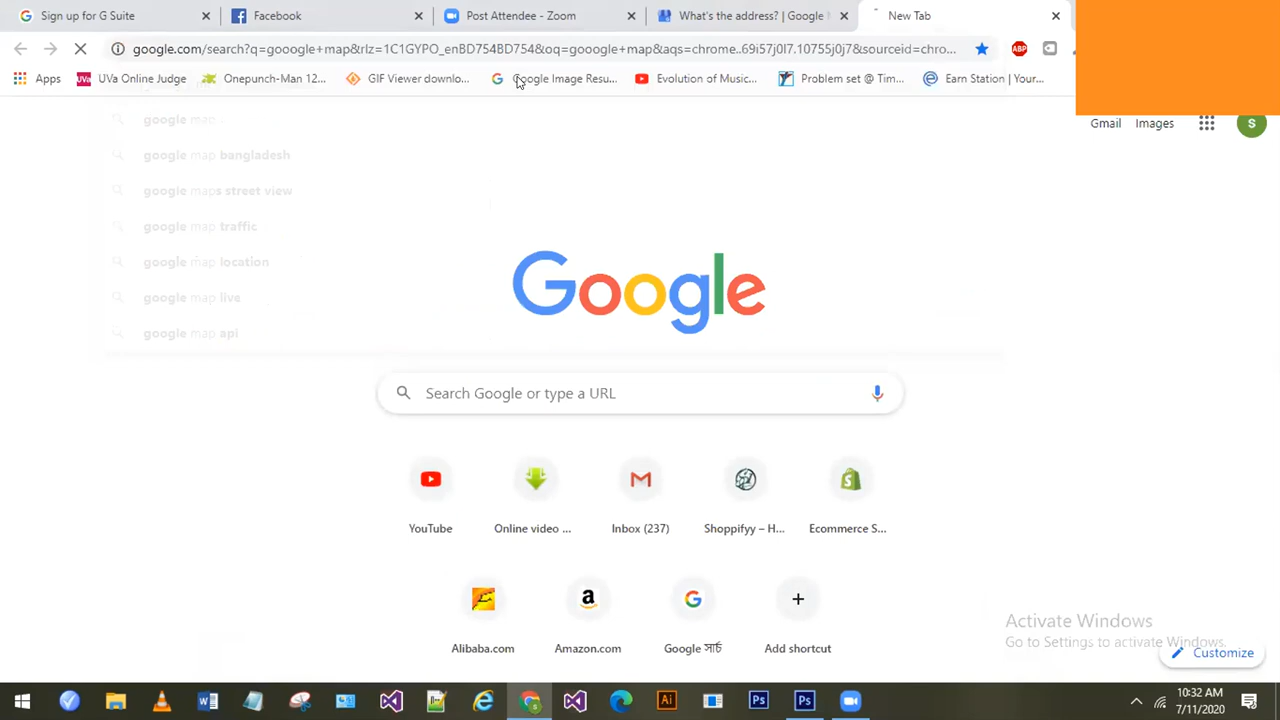 Sign up for G Suite
Facebook
Post Attendee - Zoom
What's the address? | Google M
New Tab
google.com/search?q=gooogle+map&rlz=1C1GYPO_enBD754BD754&oq=gooogle+map&aqs=chrome..69i57j0l7.10755j0j7&sourceid=chro...
ABP
Apps
UVa Online Judge
Onepunch-Man 12...
GIF Viewer downlo...
Google Image Resu...
Evolution of Music...
Problem set @ Tim...
Earn Station | Your...
google map
google map bangladesh
google maps street view
google map traffic
google map location
google map live
google map api
Gmail
Images
S
Google
Search Google or type a URL
YouTube
Online video ...
Inbox (237)
Shoppifyy – H...
Ecommerce S...
Alibaba.com
Amazon.com
Google সার্চ
Add shortcut
Activate Windows
Go to Settings to activate Windows.
Customize
10:32 AM
7/11/2020